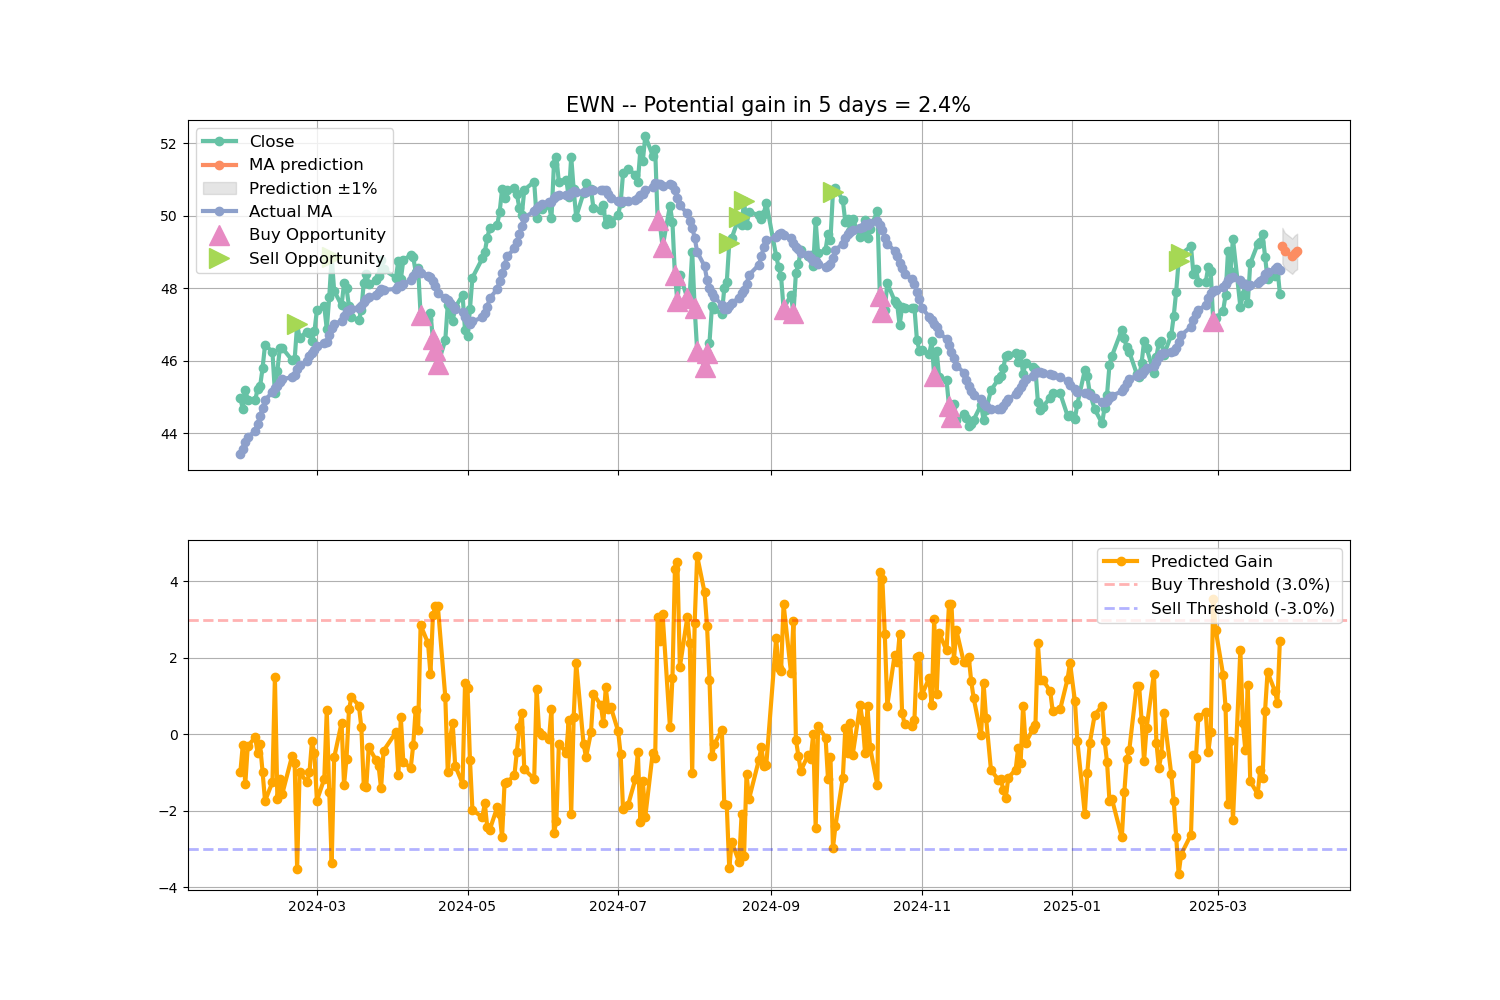 EWN -- Potential gain in 5 days = 2.4%
52
50
48
46
44
Close
MA prediction
Prediction ±1%
Actual MA
Buy Opportunity
Sell Opportunity
4
2
0
−2
−4
Predicted Gain
Buy Threshold (3.0%)
Sell Threshold (-3.0%)
2024-03
2024-05
2024-07
2024-09
2024-11
2025-01
2025-03